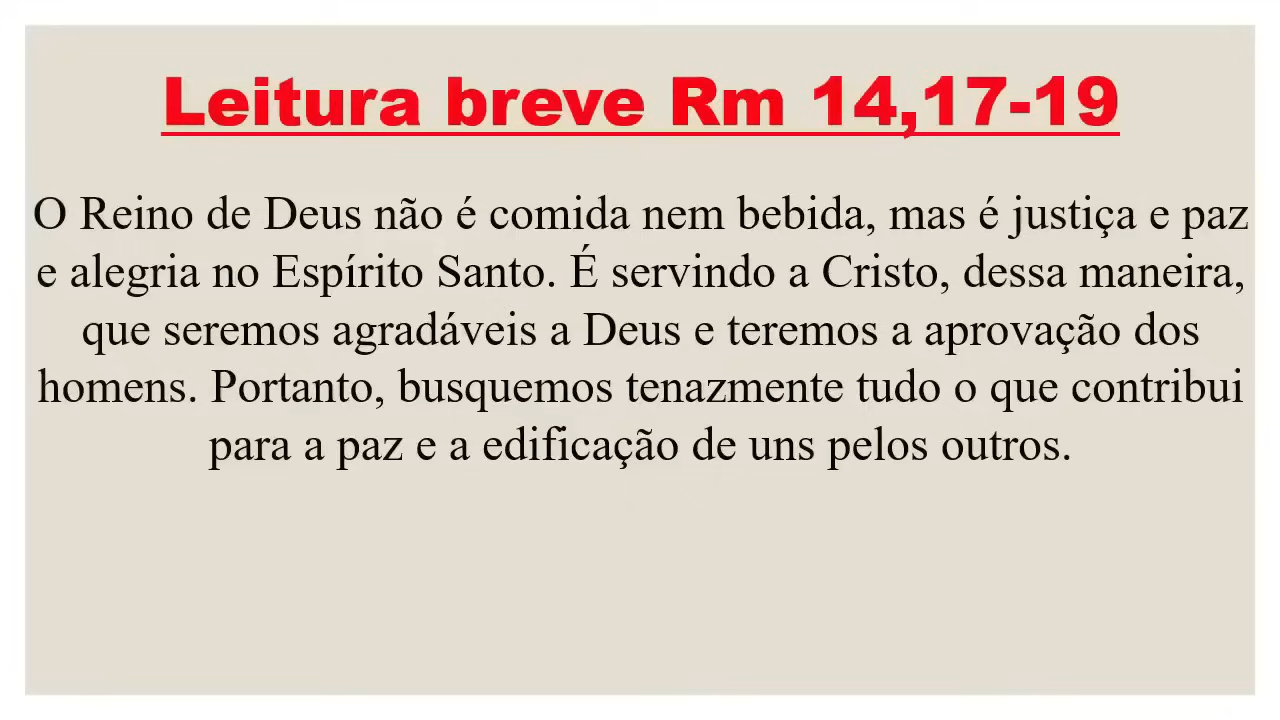 Leitura breve Rm 14,17-19
O Reino de Deus não é comida nem bebida, mas é justiça e paz
e alegria no Espírito Santo. É servindo a Cristo, dessa maneira,
que seremos agradáveis a Deus e teremos a aprovação dos
homens. Portanto, busquemos tenazmente tudo o que contribui
para a paz e a edificação de uns pelos outros.